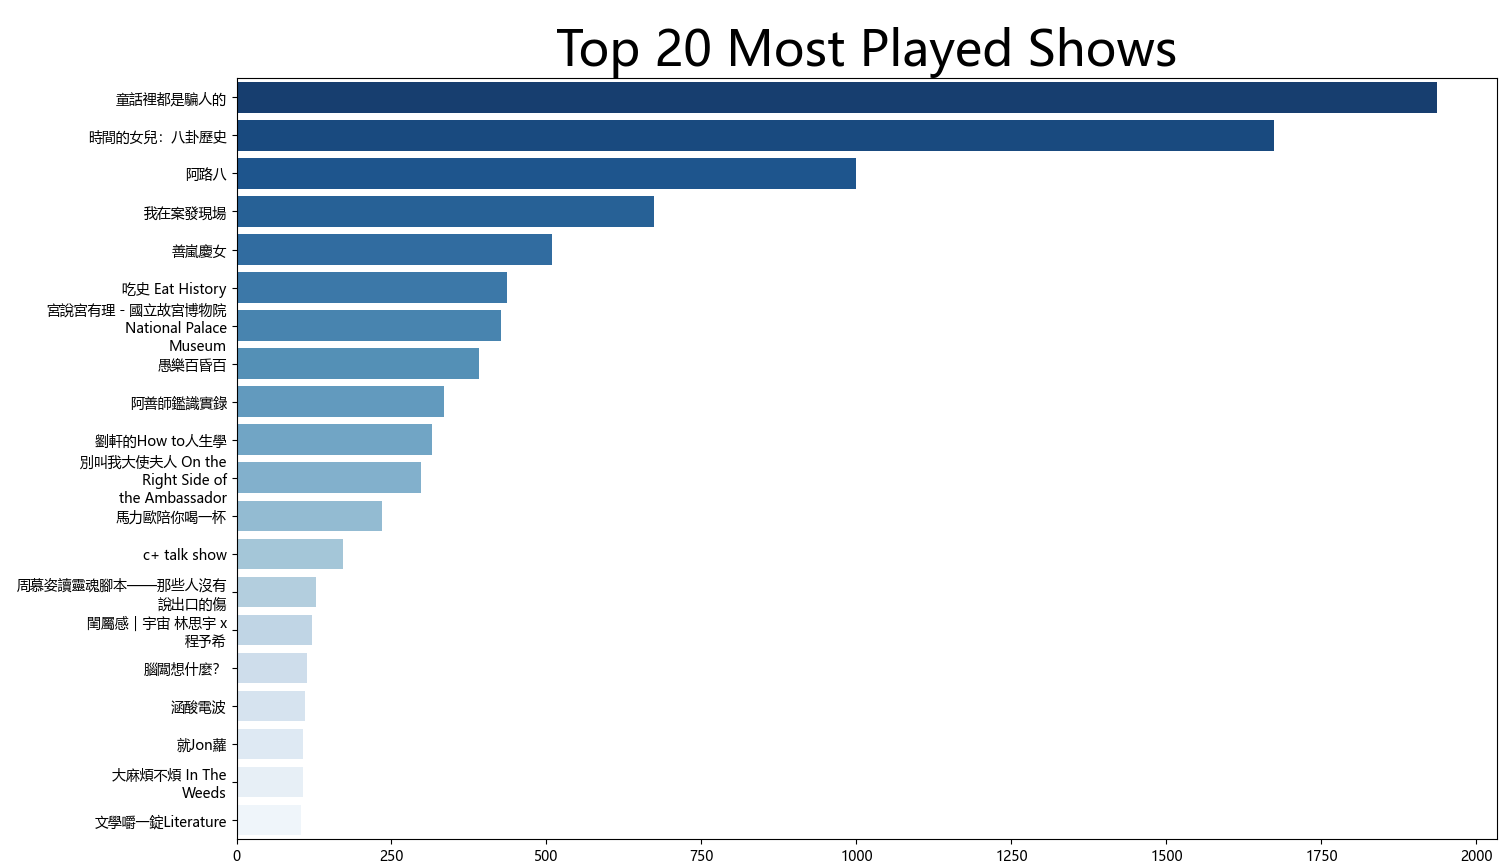 Top 20 Most Played Shows
童話裡都是騙人的
時間的女兒：八卦歷史
阿路八
我在案發現場
善嵐慶女
吃史 Eat History
宮說宮有理 - 國立故宮博物院
National Palace
Museum
愚樂百昏百
阿善師鑑識實錄
劉軒的How to人生學
別叫我大使夫人 On the
Right Side of
the Ambassador
馬力歐陪你喝一杯
c+ talk show
周慕姿讀靈魂腳本——那些人沒有
說出口的傷
閨屬感｜宇宙 林思宇 x
程予希
腦闆想什麼？
涵酸電波
就Jon蘿
大麻煩不煩 In The
Weeds
文學嚼一錠Literature
0 250 500 750 1000 1250 1500 1750 2000